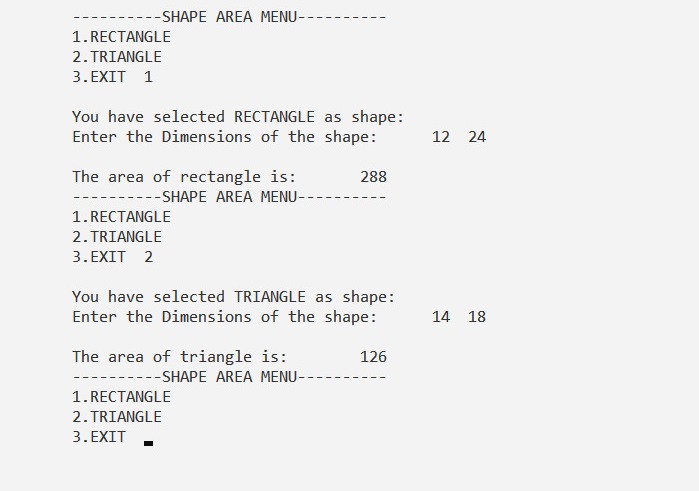 ----------SHAPE AREA MENU----------
1.RECTANGLE
2.TRIANGLE
3.EXIT  1
You have selected RECTANGLE as shape:
Enter the Dimensions of the shape:      12  24
The area of rectangle is:       288
----------SHAPE AREA MENU----------
1.RECTANGLE
2.TRIANGLE
3.EXIT  2
You have selected TRIANGLE as shape:
Enter the Dimensions of the shape:      14  18
The area of triangle is:        126
----------SHAPE AREA MENU----------
1.RECTANGLE
2.TRIANGLE
3.EXIT